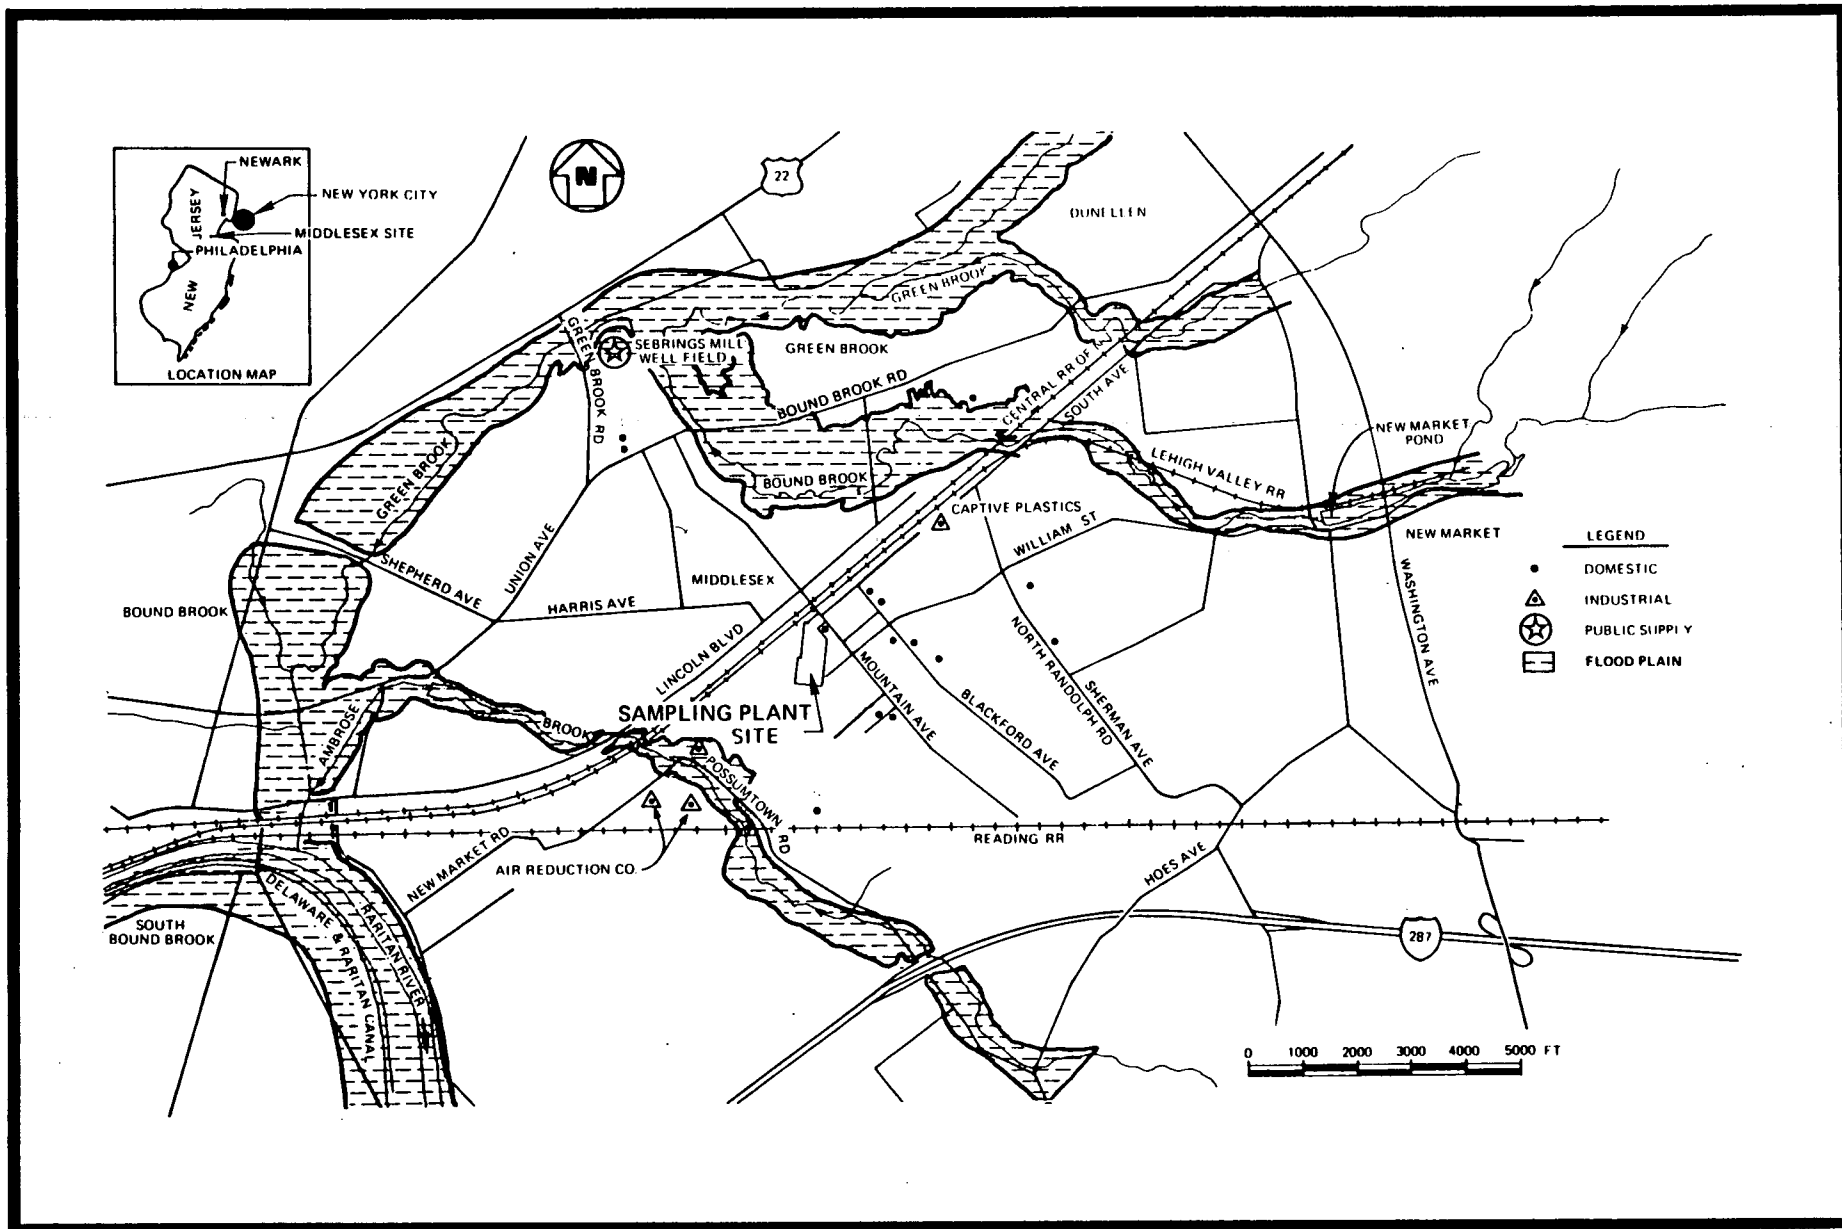 NEWARK
NEW YORK CITY
MIDDLESEX SITE
PHILADELPHIA
NEW
JERSEY
LOCATION MAP
N
22
DUNELLEN
GREEN BROOK
GREEN BROOK RD
SEBRINGS MILL
WELL FIELD
GREEN BROOK
BOUND BROOK RD
CENTRAL RR OF
SOUTH AVE
NEW MARKET
POND
LEHIGH VALLEY RR
GREEN BROOK
BOUND BROOK
CAPTIVE PLASTICS
WILLIAM ST
NEW MARKET
SHEPHERD AVE
UNION AVE
HARRIS AVE
MIDDLESEX
BOUND BROOK
LINCOLN BLVD
MOUNTAIN AVE
BLACKFORD AVE
NORTH RANDOLPH RD
SHERMAN AVE
WASHINGTON AVE
LEGEND
DOMESTIC
INDUSTRIAL
PUBLIC SUPPLY
FLOOD PLAIN
AMBROSE
BROOK
SAMPLING PLANT
SITE
POSSUMTOWN
RD
NEW MARKET RD
AIR REDUCTION CO.
READING RR
HOES AVE
SOUTH
BOUND BROOK
DELAWARE & RARITAN CANAL
RARITAN RIVER
287
0 1000 2000 3000 4000 5000 FT